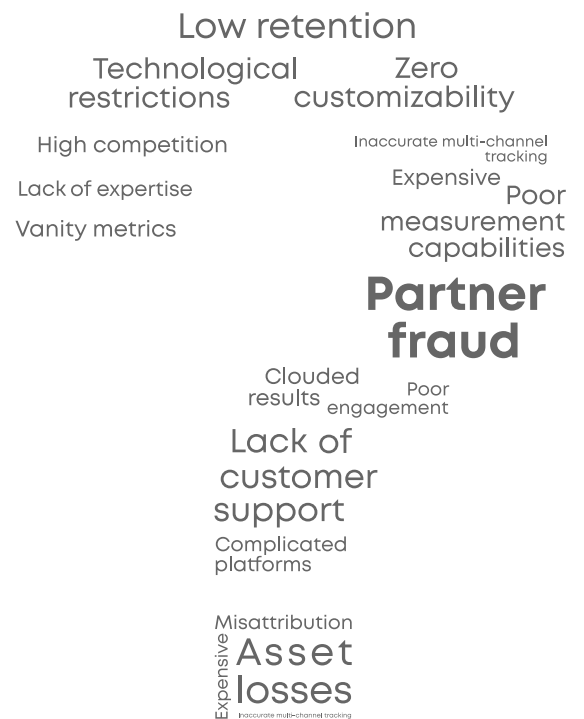 Low retention
Technological
restrictions
Zero
customizability
High competition
Inaccurate multi-channel
tracking
Lack of expertise
Expensive
Vanity metrics
Poor
measurement
capabilities
Partner
fraud
Clouded
results
Poor
engagement
Lack of
customer
support
Complicated
platforms
Misattribution
Expensive
Asset
losses
Inaccurate multi-channel tracking